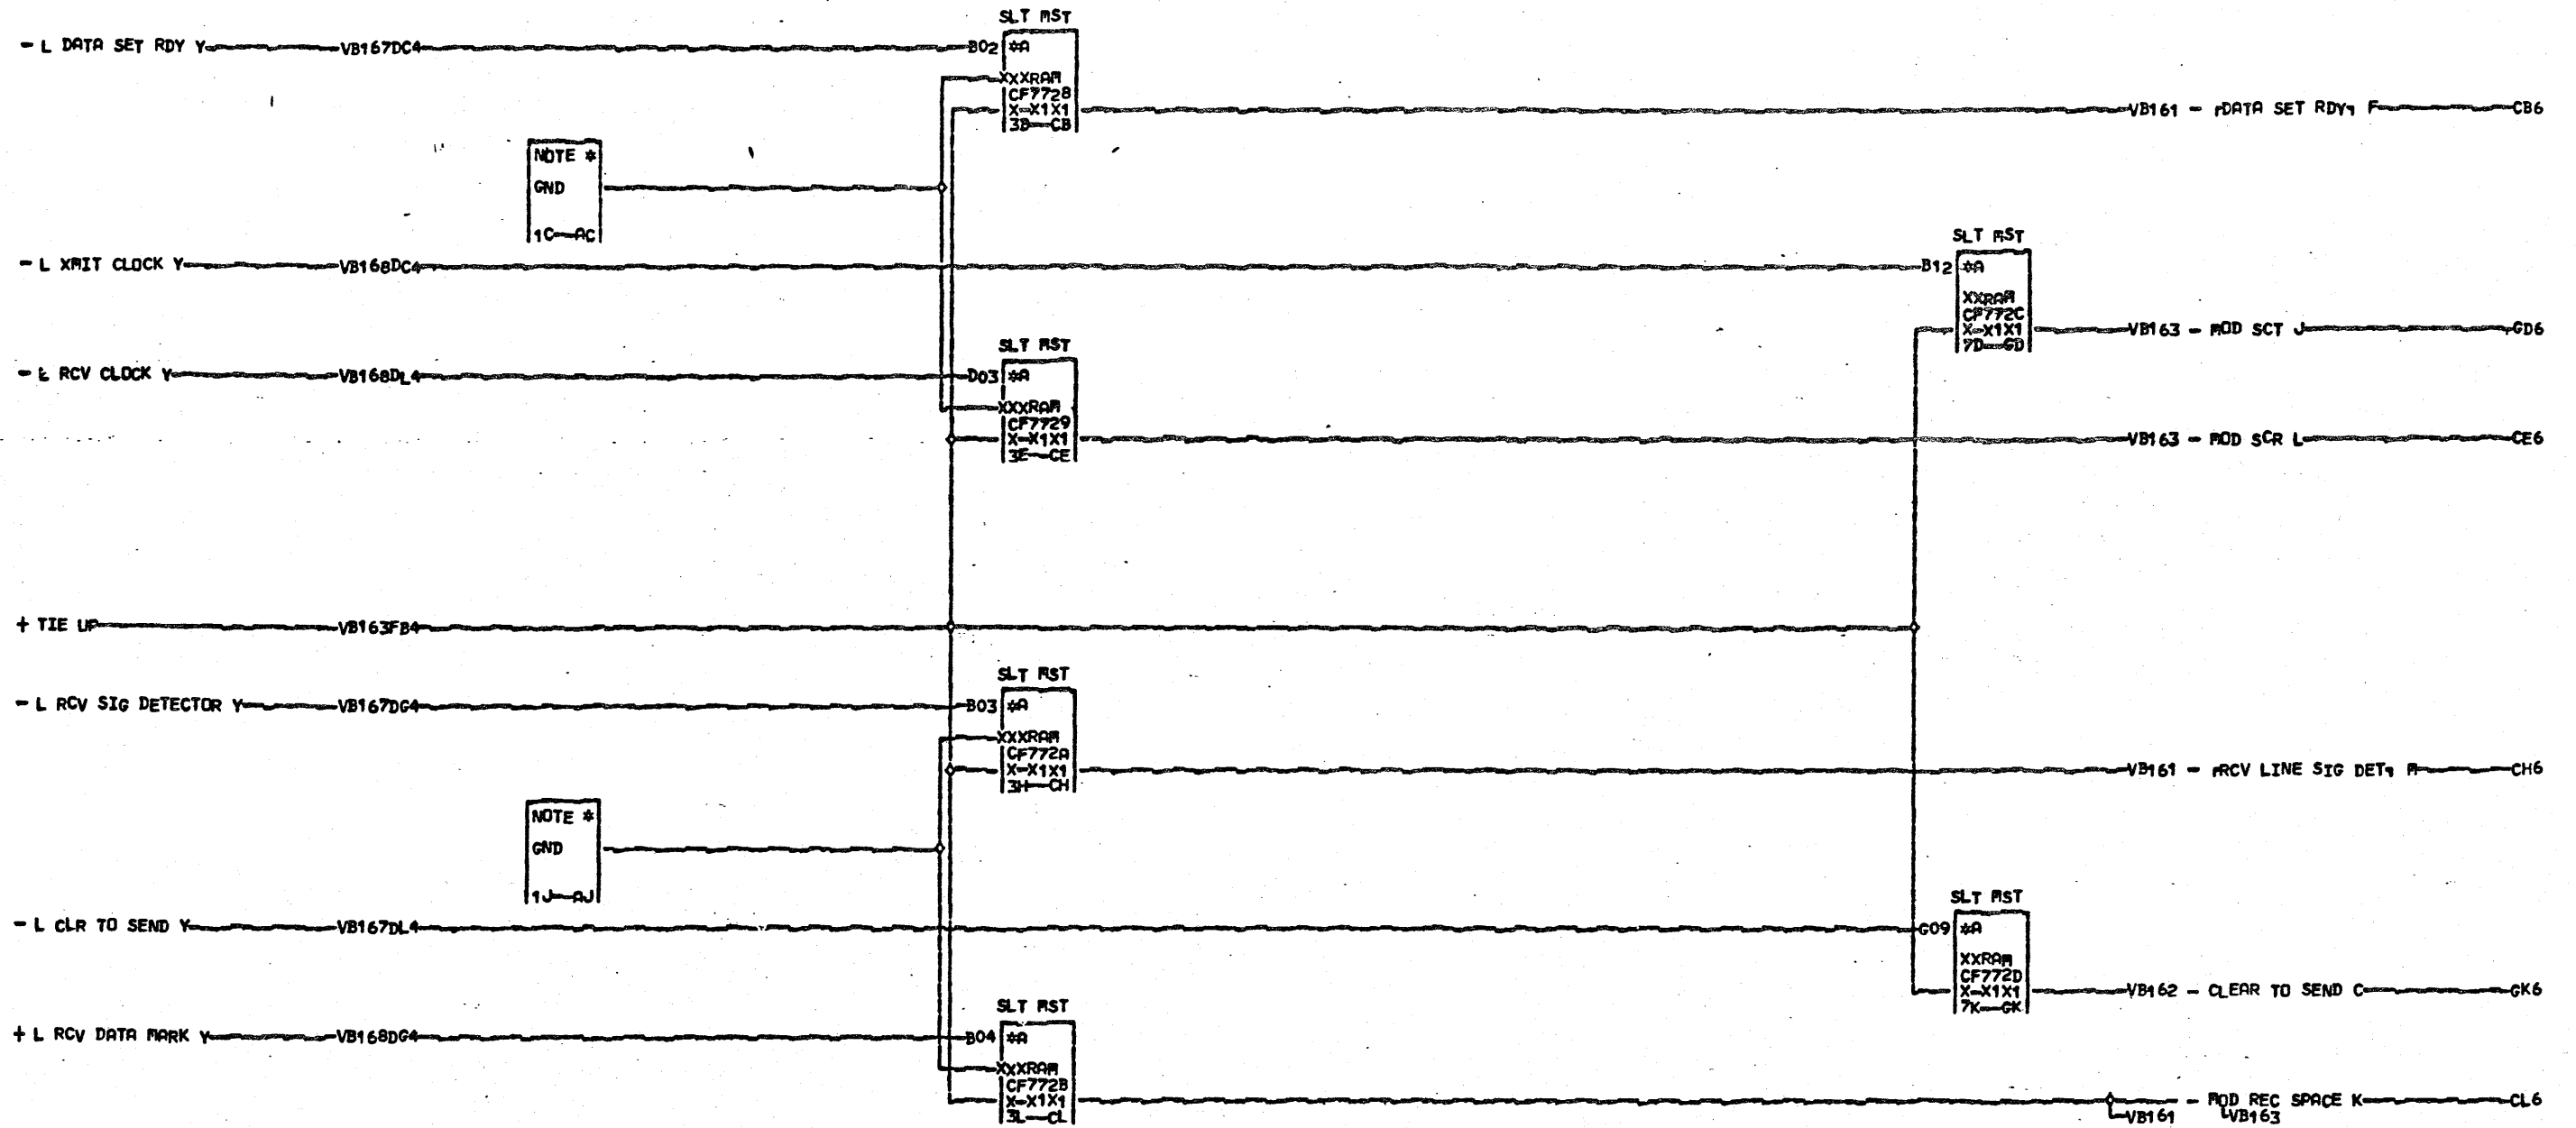 SLT MST
- L DATA SET RDY Y VB167DC4 B02 *A
XXXRAM
CF7728
X-X1X1 VB161 - ┌DATA SET RDY┐ F CB6
3B CB
NOTE *
GND
1C AC
SLT MST
- L XMIT CLOCK Y VB168DC4 B12 *A
XXRAM
CF772C
X-X1X1 VB163 - MOD SCT J GD6
7D GD
SLT MST
- L RCV CLOCK Y VB168DL4 D03 *A
XXXRAM
CF7729
X-X1X1 VB163 - MOD SCR L CE6
3E CE
+ TIE UP VB163FB4
SLT MST
- L RCV SIG DETECTOR Y VB167DG4 B03 *A
XXXRAM
CF772A
X-X1X1 VB161 - ┌RCV LINE SIG DET┐ M CH6
3H CH
NOTE *
GND
1J AJ
SLT MST
- L CLR TO SEND Y VB167DL4 G09 *A
XXRAM
CF772D
X-X1X1 VB162 - CLEAR TO SEND C GK6
7K GK
SLT MST
+ L RCV DATA MARK Y VB168DG4 B04 *A
XXXRAM
CF772B
X-X1X1 - MOD REC SPACE K CL6
3L CL VB161 VB163